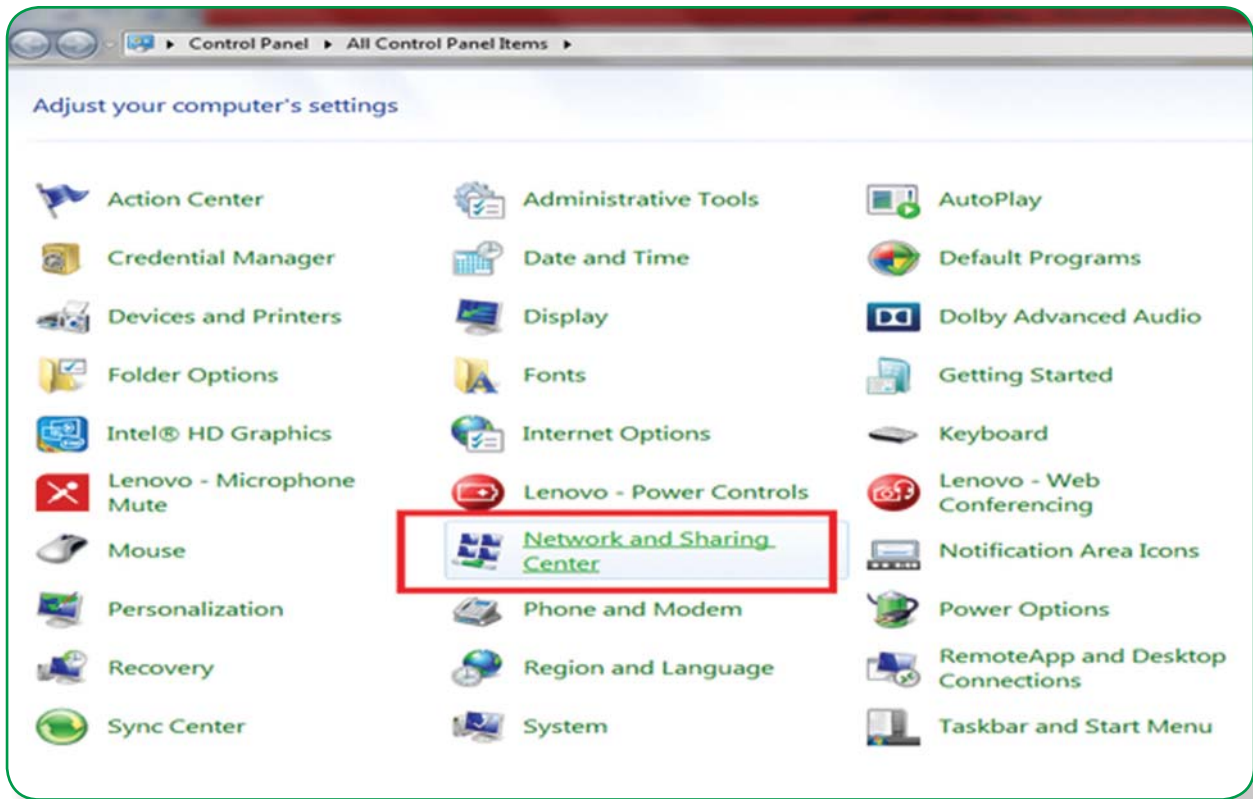 Control Panel ▸ All Control Panel Items ▸
Adjust your computer's settings
Action Center
Administrative Tools
AutoPlay
Credential Manager
Date and Time
Default Programs
Devices and Printers
Display
Dolby Advanced Audio
Folder Options
Fonts
Getting Started
Intel® HD Graphics
Internet Options
Keyboard
Lenovo - Microphone
Mute
Lenovo - Power Controls
Lenovo - Web
Conferencing
Mouse
Network and Sharing
Center
Notification Area Icons
Personalization
Phone and Modem
Power Options
Recovery
Region and Language
RemoteApp and Desktop
Connections
Sync Center
System
Taskbar and Start Menu